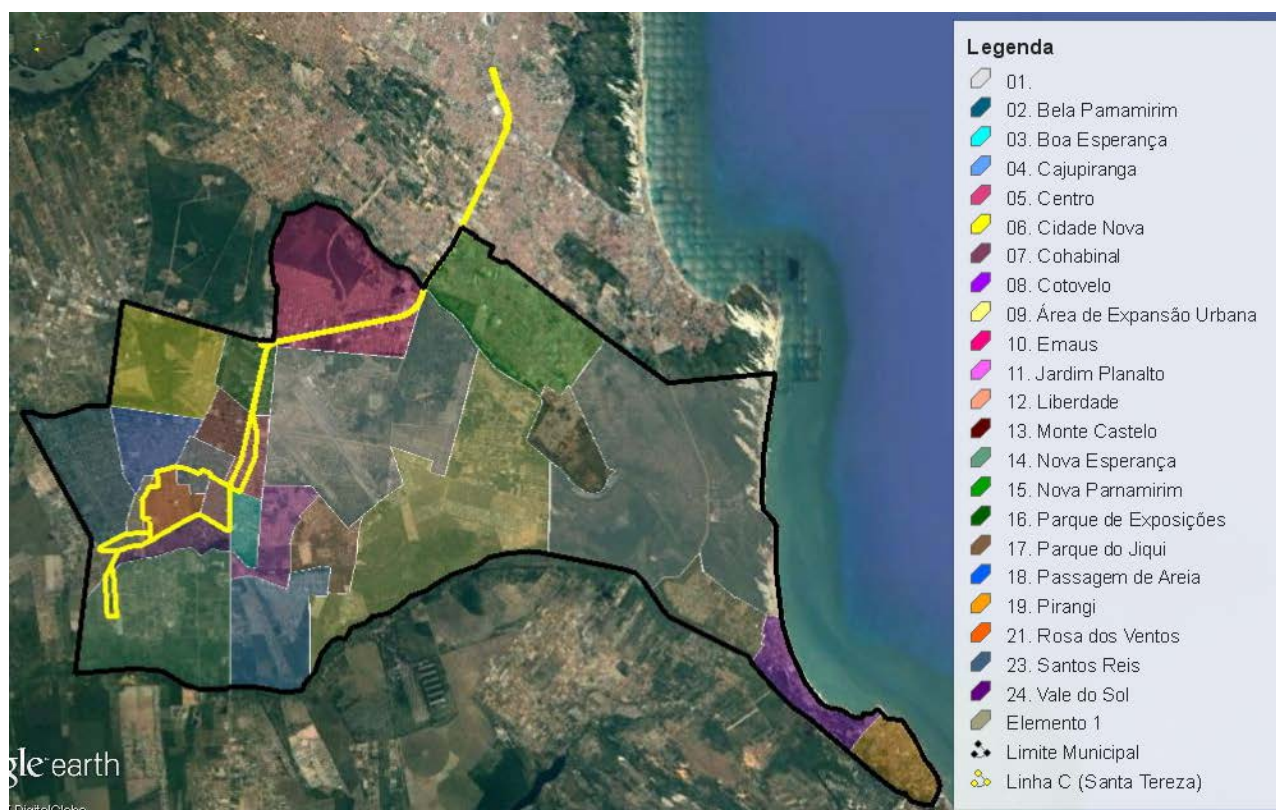 Legenda
01.
02. Bela Parnamirim
03. Boa Esperança
04. Cajupiranga
05. Centro
06. Cidade Nova
07. Cohabinal
08. Cotovelo
09. Área de Expansão Urbana
10. Emaus
11. Jardim Planalto
12. Liberdade
13. Monte Castelo
14. Nova Esperança
15. Nova Parnamirim
16. Parque de Exposições
17. Parque do Jiqui
18. Passagem de Areia
19. Pirangi
21. Rosa dos Ventos
23. Santos Reis
24. Vale do Sol
Elemento 1
Limite Municipal
Linha C (Santa Tereza)
gle earth
DigitalGlobe